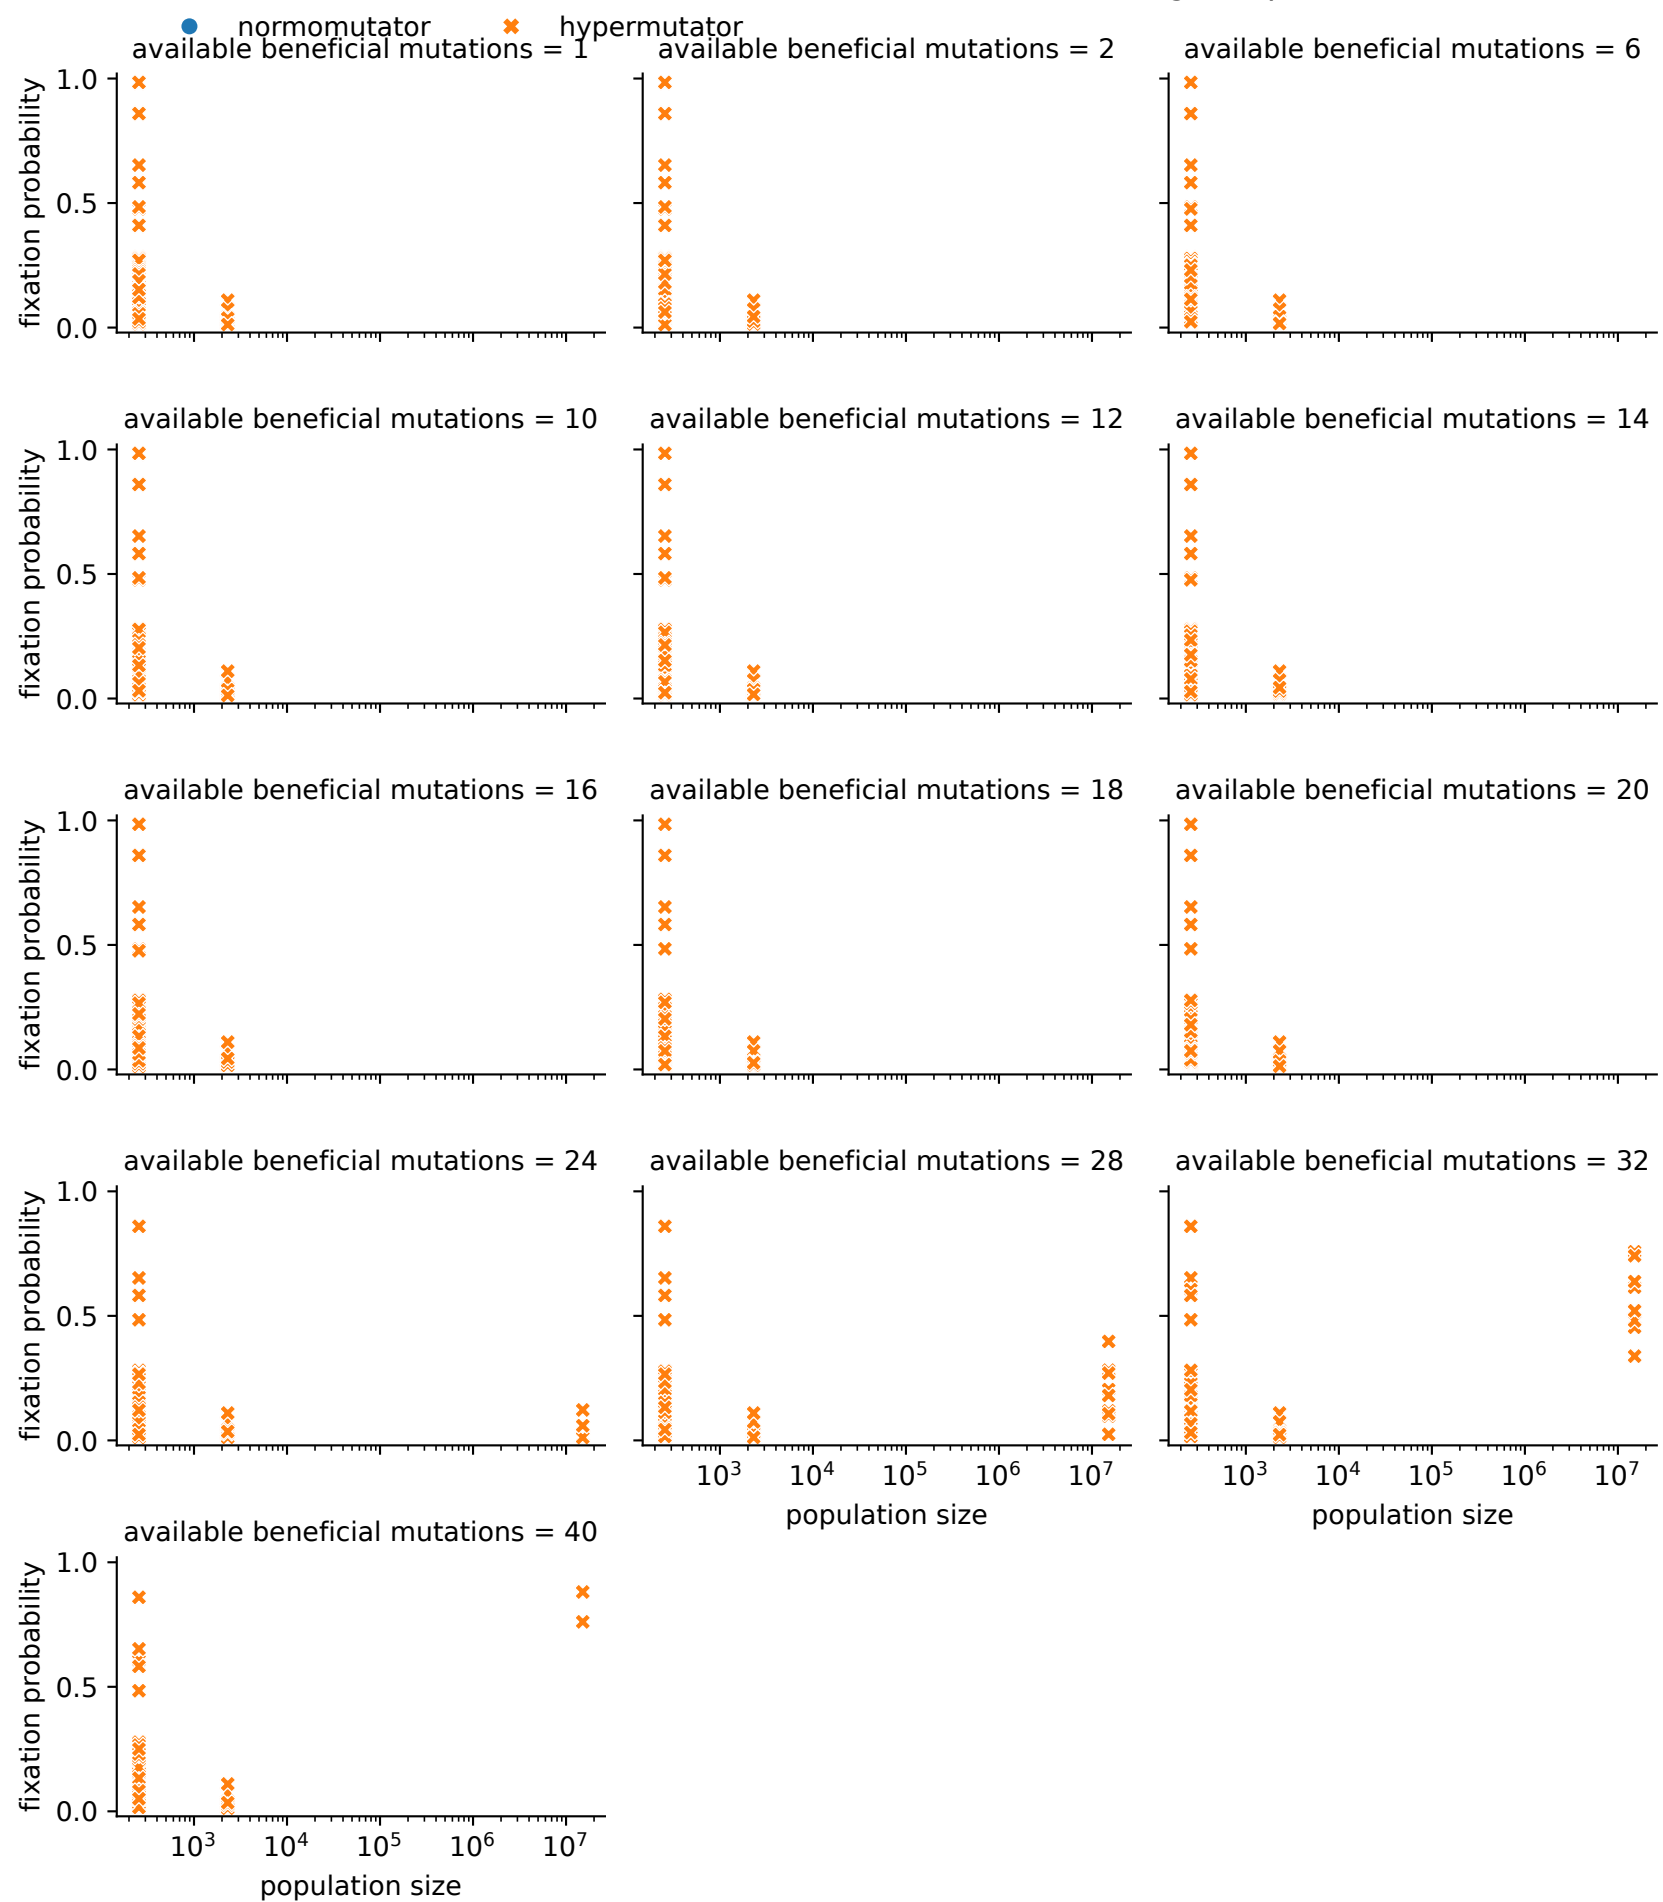 normomutator hypermutator
available beneficial mutations = 1 available beneficial mutations = 2 available beneficial mutations = 6
fixation probability
1.0
0.5
0.0
available beneficial mutations = 10 available beneficial mutations = 12 available beneficial mutations = 14
fixation probability
1.0
0.5
0.0
available beneficial mutations = 16 available beneficial mutations = 18 available beneficial mutations = 20
fixation probability
1.0
0.5
0.0
available beneficial mutations = 24 available beneficial mutations = 28 available beneficial mutations = 32
fixation probability
1.0
0.5
0.0
10³ 10⁴ 10⁵ 10⁶ 10⁷ 10³ 10⁴ 10⁵ 10⁶ 10⁷
population size population size
available beneficial mutations = 40
fixation probability
1.0
0.5
0.0
10³ 10⁴ 10⁵ 10⁶ 10⁷
population size